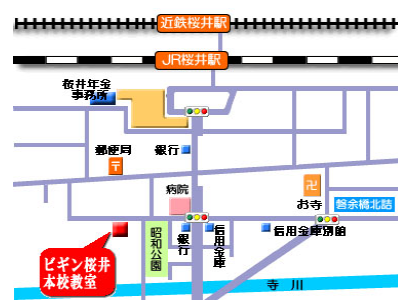 近鉄桜井駅
JR桜井駅
桜井年金
事務所
郵便局
〒
銀行
病院
卍
お寺
磐余橋北詰
昭和公園
銀行
信用金庫
信用金庫別館
ビギン桜井
本校教室
寺川